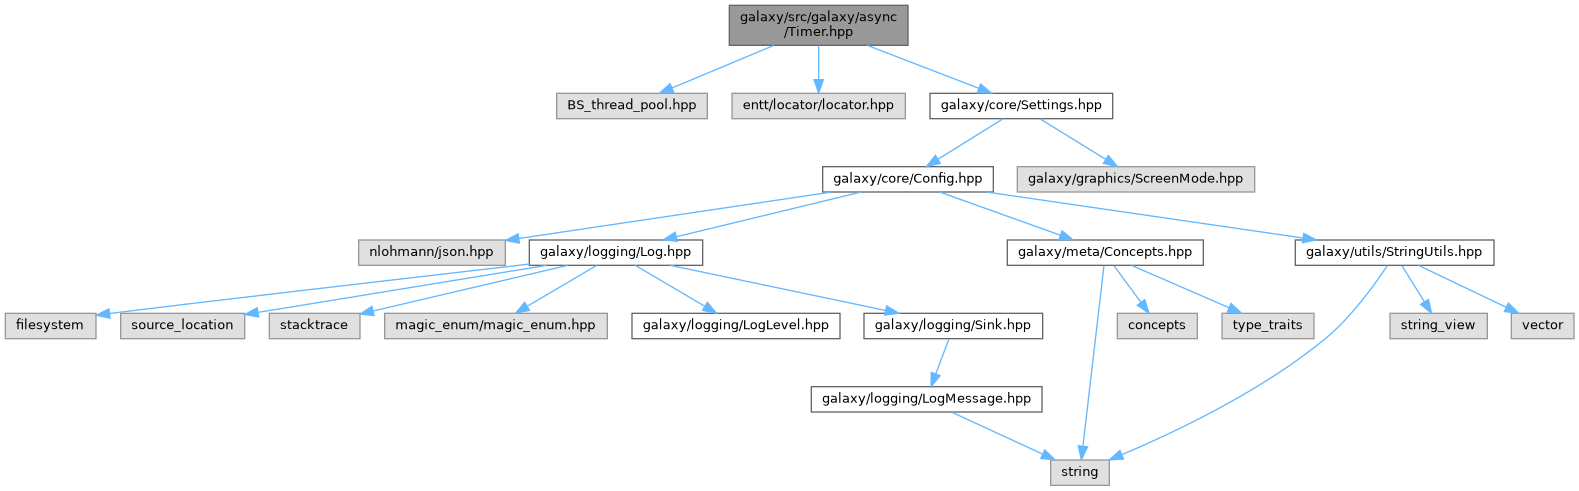 galaxy/src/galaxy/async
/Timer.hpp
BS_thread_pool.hpp
entt/locator/locator.hpp
galaxy/core/Settings.hpp
galaxy/core/Config.hpp
galaxy/graphics/ScreenMode.hpp
nlohmann/json.hpp
galaxy/logging/Log.hpp
galaxy/meta/Concepts.hpp
galaxy/utils/StringUtils.hpp
filesystem
source_location
stacktrace
magic_enum/magic_enum.hpp
galaxy/logging/LogLevel.hpp
galaxy/logging/Sink.hpp
concepts
type_traits
string_view
vector
galaxy/logging/LogMessage.hpp
string